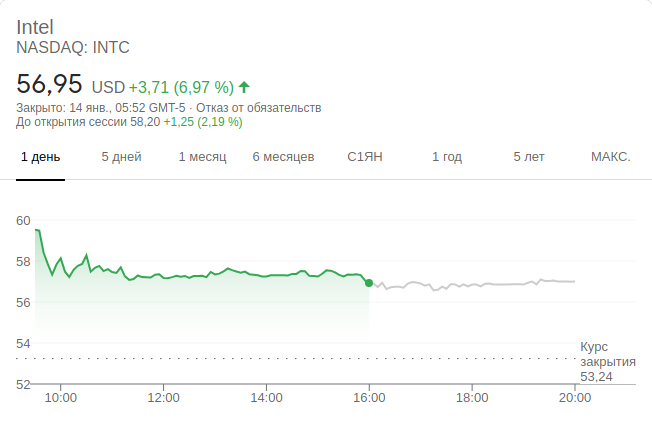 Intel
NASDAQ: INTC
56,95 USD +3,71 (6,97 %)
Закрыто: 14 янв., 05:52 GMT-5 · Отказ от обязательств
До открытия сессии 58,20 +1,25 (2,19 %)
1 день 5 дней 1 месяц 6 месяцев С1ЯН 1 год 5 лет МАКС.
60
58
56
54
52
Курс
закрытия
53,24
10:00 12:00 14:00 16:00 18:00 20:00